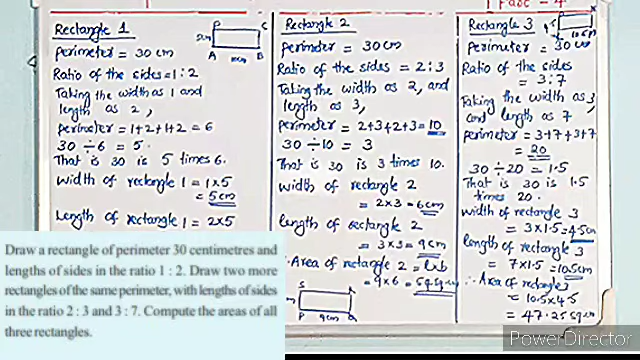 Rectangle 1
Perimeter = 30 cm
Ratio of the sides = 1:2
Taking the width as 1 and
length as 2,
perimeter = 1+2+1+2 = 6
30 ÷ 6 = 5.
That is 30 is 5 times 6.
Width of rectangle 1 = 1×5
= 5cm
Length of rectangle 1 = 2×5
D
C
A
B
Draw a rectangle of perimeter 30 centimetres and
lengths of sides in the ratio 1 : 2. Draw two more
rectangles of the same perimeter, with lengths of sides
in the ratio 2 : 3 and 3 : 7. Compute the areas of all
three rectangles.
Rectangle 2
Perimeter = 30cm
Ratio of the sides = 2:3
Taking the width as 2, and
length as 3,
perimeter = 2+3+2+3=10
30 ÷ 10 = 3
That is 30 is 3 times 10.
Width of rectangle 2
= 2×3 = 6cm
length of rectangle 2
= 3×3 = 9cm
∴ Area of rectangle 2 = l×b
= 9×6 = 54sq.cm
S
P
9cm
Q
Rectangle 3
Perimeter = 30cm
Ratio of the sides
= 3:7
Taking the width as 3,
and length as 7,
perimeter = 3+7+3+7
= 20
30 ÷ 20 = 1.5
That is 30 is 1.5
times 20.
Width of rectangle 3
= 3×1.5 = 4.5cm
length of rectangle 3
= 7×1.5 = 10.5cm
∴ Area of rectangle 3
= 10.5×4.5
= 47.25 sq.cm
PowerDirector